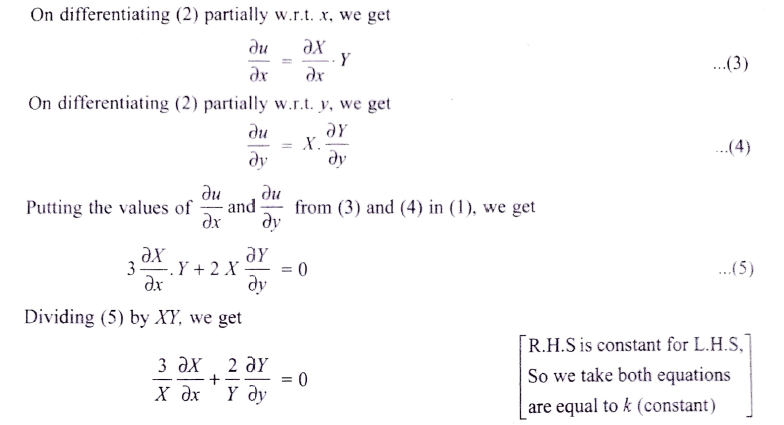 On differentiating (2) partially w.r.t. x, we get
∂u/∂x = ∂X/∂x . Y ...(3)
On differentiating (2) partially w.r.t. y, we get
∂u/∂y = X. ∂Y/∂y ...(4)
Putting the values of ∂u/∂x and ∂u/∂y from (3) and (4) in (1), we get
3 ∂X/∂x . Y + 2 X ∂Y/∂y = 0 ...(5)
Dividing (5) by XY, we get
3/X ∂X/∂x + 2/Y ∂Y/∂y = 0
[R.H.S is constant for L.H.S,
So we take both equations
are equal to k (constant)]